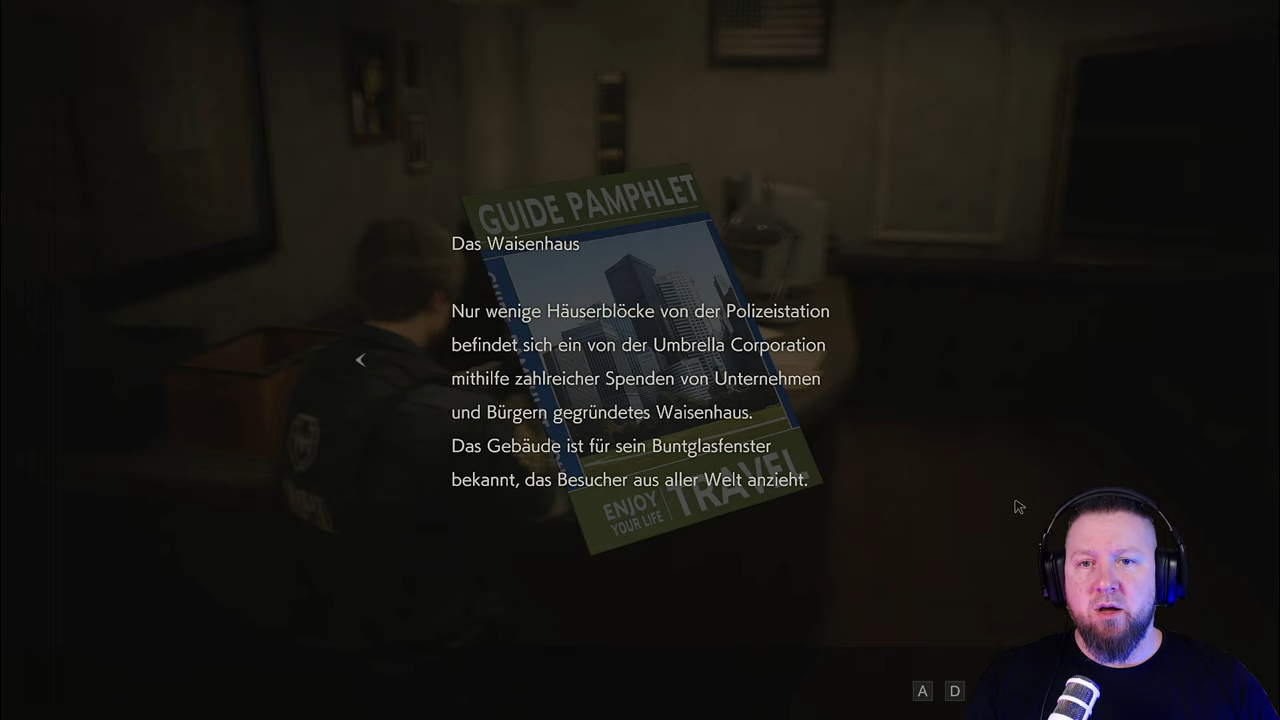 GUIDE PAMPHLET
Das Waisenhaus
Nur wenige Häuserblöcke von der Polizeistation
befindet sich ein von der Umbrella Corporation
mithilfe zahlreicher Spenden von Unternehmen
und Bürgern gegründetes Waisenhaus.
Das Gebäude ist für sein Buntglasfenster
bekannt, das Besucher aus aller Welt anzieht.
ENJOY
YOUR LIFE
TRAVEL
A D